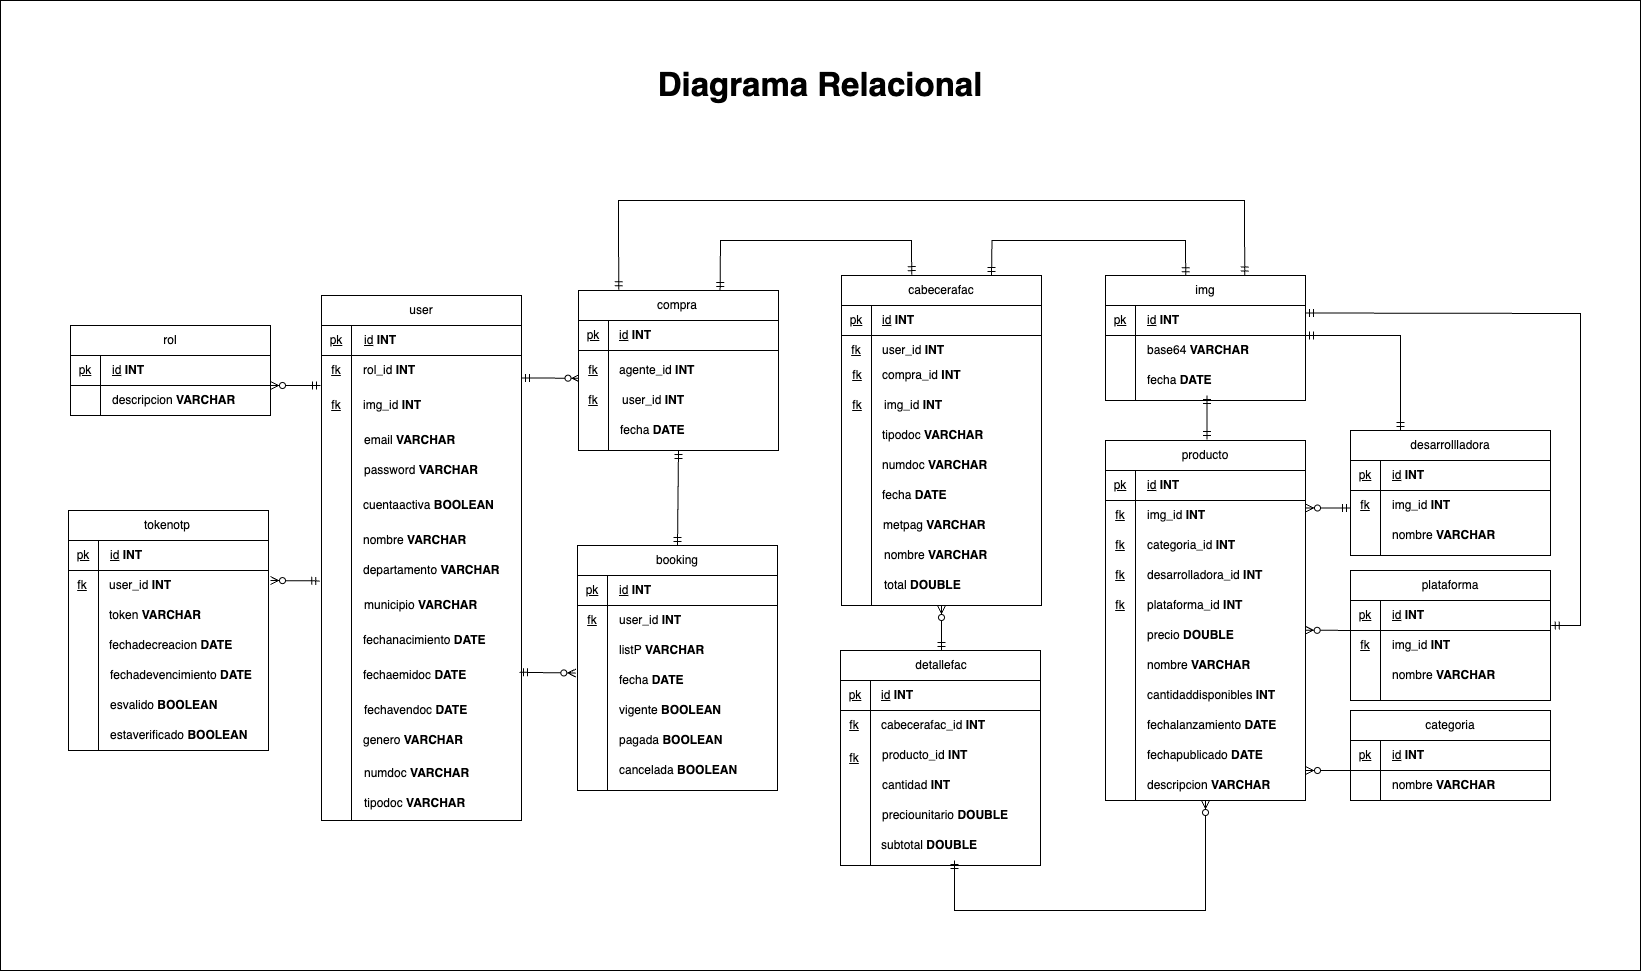 Diagrama Relacional
rol
pk id INT
descripcion VARCHAR
tokenotp
pk id INT
fk user_id INT
token VARCHAR
fechadecreacion DATE
fechadevencimiento DATE
esvalido BOOLEAN
estaverificado BOOLEAN
user
pk id INT
fk rol_id INT
fk img_id INT
email VARCHAR
password VARCHAR
cuentaactiva BOOLEAN
nombre VARCHAR
departamento VARCHAR
municipio VARCHAR
fechanacimiento DATE
fechaemidoc DATE
fechavendoc DATE
genero VARCHAR
numdoc VARCHAR
tipodoc VARCHAR
compra
pk id INT
fk agente_id INT
fk user_id INT
fecha DATE
booking
pk id INT
fk user_id INT
listP VARCHAR
fecha DATE
vigente BOOLEAN
pagada BOOLEAN
cancelada BOOLEAN
cabecerafac
pk id INT
fk user_id INT
fk compra_id INT
fk img_id INT
tipodoc VARCHAR
numdoc VARCHAR
fecha DATE
metpag VARCHAR
nombre VARCHAR
total DOUBLE
detallefac
pk id INT
fk cabecerafac_id INT
fk producto_id INT
cantidad INT
preciounitario DOUBLE
subtotal DOUBLE
img
pk id INT
base64 VARCHAR
fecha DATE
producto
pk id INT
fk img_id INT
fk categoria_id INT
fk desarrolladora_id INT
fk plataforma_id INT
precio DOUBLE
nombre VARCHAR
cantidaddisponibles INT
fechalanzamiento DATE
fechapublicado DATE
descripcion VARCHAR
desarrollladora
pk id INT
fk img_id INT
nombre VARCHAR
plataforma
pk id INT
fk img_id INT
nombre VARCHAR
categoria
pk id INT
nombre VARCHAR